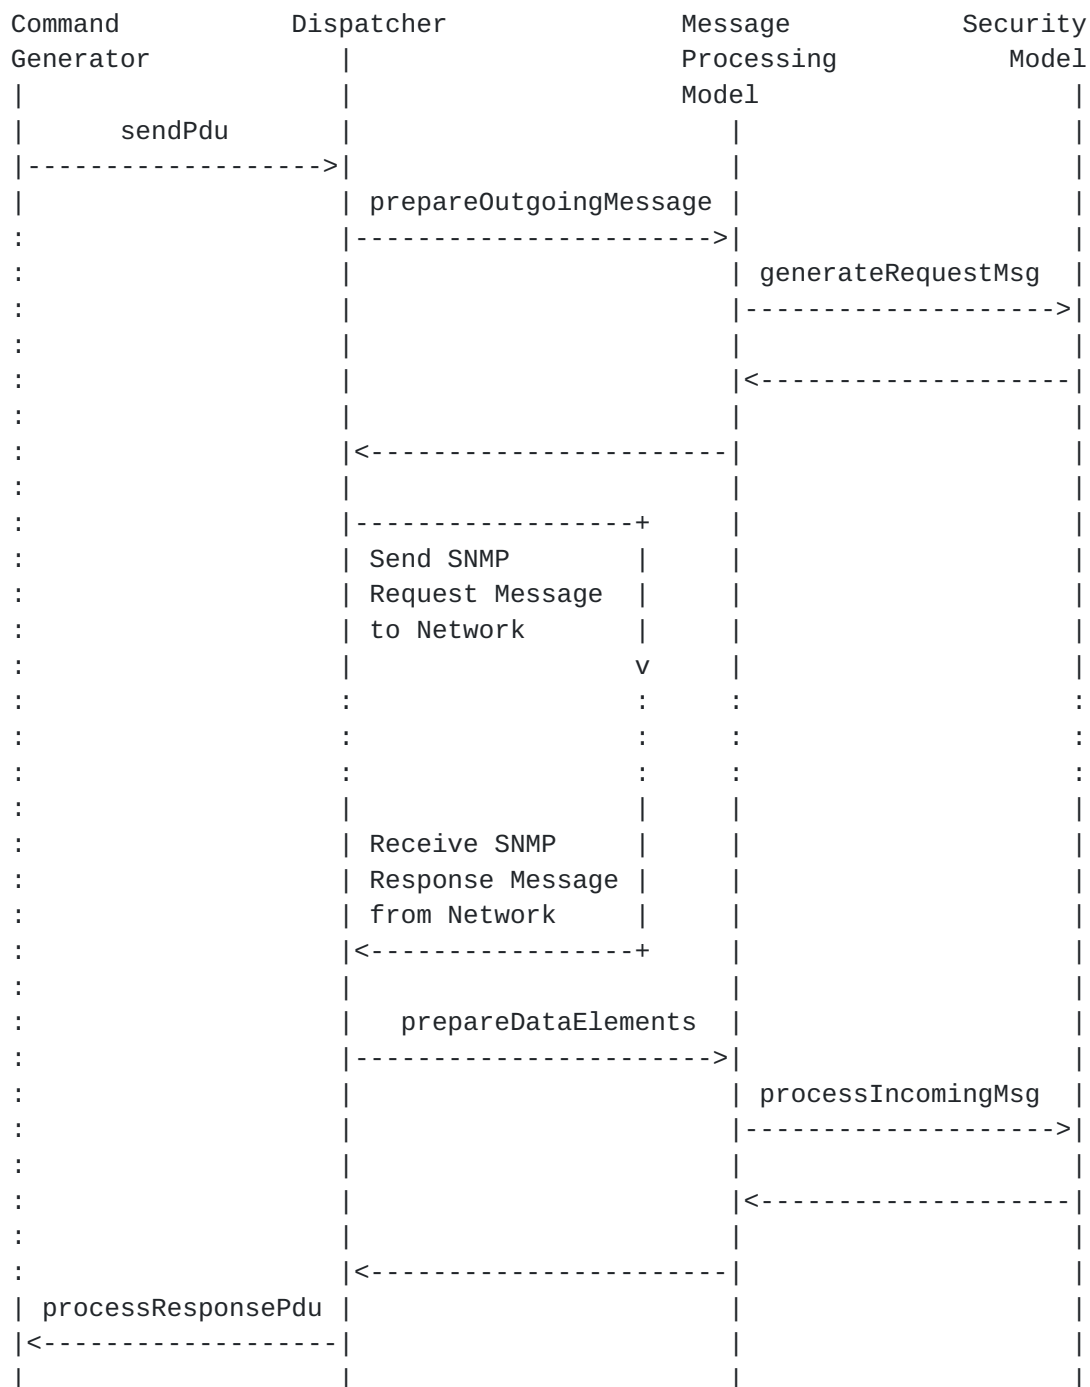 Command Dispatcher Message Security
Generator | Processing Model
| | Model |
| sendPdu | | |
|------------------->| | |
| | prepareOutgoingMessage | |
: |----------------------->| |
: | | generateRequestMsg |
: | |-------------------->|
: | | |
: | |<--------------------|
: | | |
: |<-----------------------| |
: | | |
: |------------------+ | |
: | Send SNMP | | |
: | Request Message | | |
: | to Network | | |
: | v | |
: : : : :
: : : : :
: : : : :
: | | | |
: | Receive SNMP | | |
: | Response Message | | |
: | from Network | | |
: |<-----------------+ | |
: | | |
: | prepareDataElements | |
: |----------------------->| |
: | | processIncomingMsg |
: | |-------------------->|
: | | |
: | |<--------------------|
: | | |
: |<-----------------------| |
| processResponsePdu | | |
|<-------------------| | |
| | | |